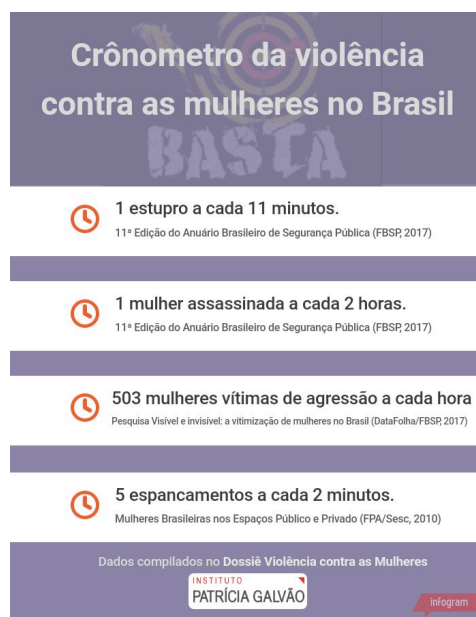 Crônometro da violência
contra as mulheres no Brasil
BASTA
1 estupro a cada 11 minutos.
11ª Edição do Anuário Brasileiro de Segurança Pública (FBSP, 2017)
1 mulher assassinada a cada 2 horas.
11ª Edição do Anuário Brasileiro de Segurança Pública (FBSP, 2017)
503 mulheres vítimas de agressão a cada hora
Pesquisa Visível e invisível: a vitimização de mulheres no Brasil (DataFolha/FBSP, 2017)
5 espancamentos a cada 2 minutos.
Mulheres Brasileiras nos Espaços Público e Privado (FPA/Sesc, 2010)
Dados compilados no Dossiê Violência contra as Mulheres
INSTITUTO
PATRÍCIA GALVÃO
infogram